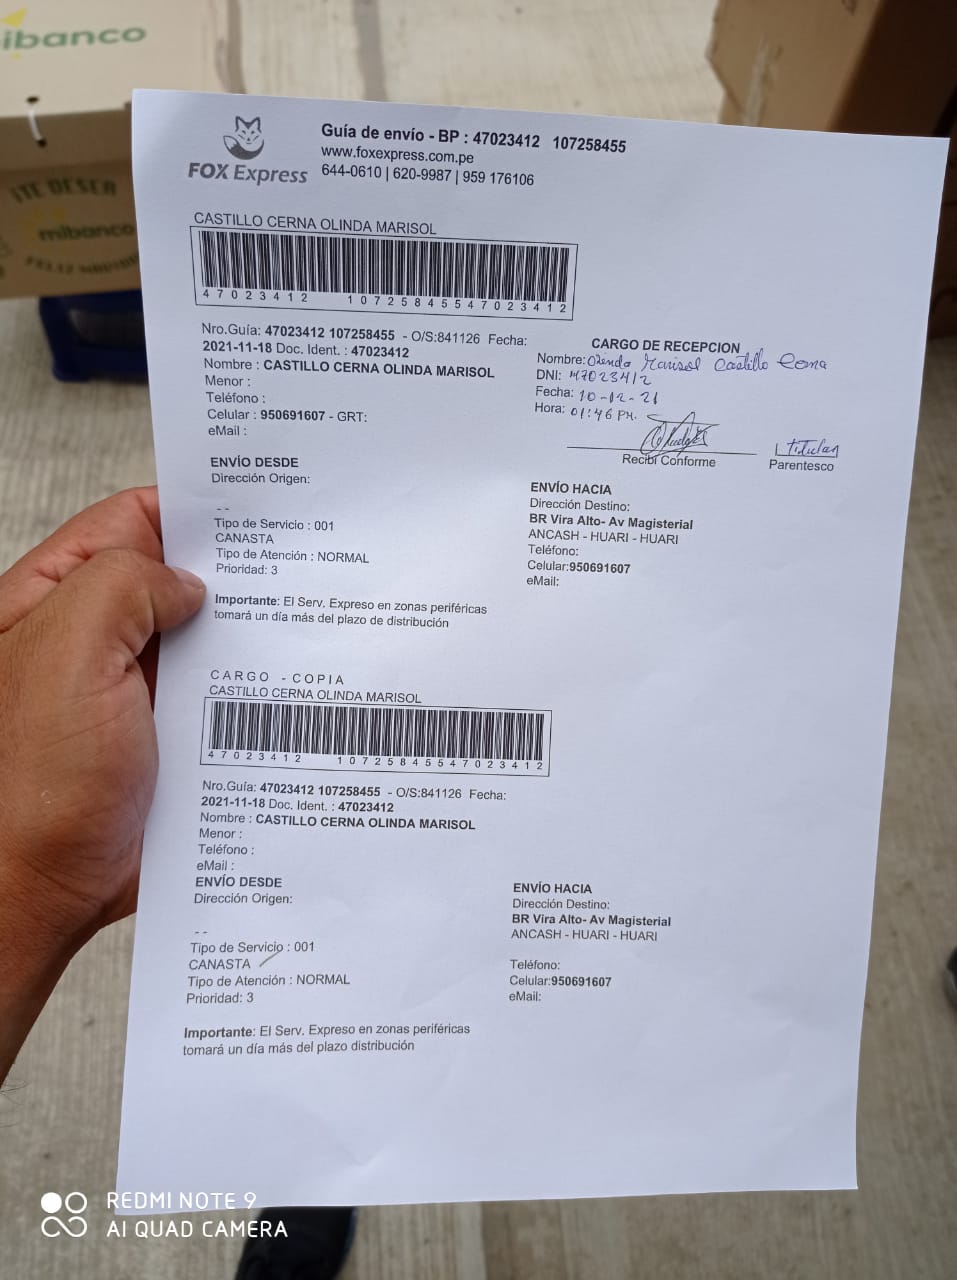 ibanco
¡TE DESEA
mibanco
FELIZ NAVIDAD
FOX Express
Guía de envío - BP : 47023412 107258455
www.foxexpress.com.pe
644-0610 | 620-9987 | 959 176106
CASTILLO CERNA OLINDA MARISOL
47023412 10725845547023412
Nro.Guía: 47023412 107258455 - O/S:841126 Fecha:
2021-11-18 Doc. Ident. : 47023412
Nombre : CASTILLO CERNA OLINDA MARISOL
Menor :
Teléfono :
Celular : 950691607 - GRT:
eMail :
CARGO DE RECEPCION
Nombre: Olinda Marisol Castillo Cerna
DNI: 47023412
Fecha: 10-12-21
Hora: 01:46 PM.
Recibí Conforme
Titular
Parentesco
ENVÍO DESDE
Dirección Origen:
- -
Tipo de Servicio : 001
CANASTA
Tipo de Atención : NORMAL
Prioridad: 3
ENVÍO HACIA
Dirección Destino:
BR Vira Alto- Av Magisterial
ANCASH - HUARI - HUARI
Teléfono:
Celular:950691607
eMail:
Importante: El Serv. Expreso en zonas periféricas
tomará un día más del plazo de distribución
CARGO - COPIA
CASTILLO CERNA OLINDA MARISOL
47023412 10725845547023412
Nro.Guía: 47023412 107258455 - O/S:841126 Fecha:
2021-11-18 Doc. Ident. : 47023412
Nombre : CASTILLO CERNA OLINDA MARISOL
Menor :
Teléfono :
eMail :
ENVÍO DESDE
Dirección Origen:
- -
Tipo de Servicio : 001
CANASTA
Tipo de Atención : NORMAL
Prioridad: 3
ENVÍO HACIA
Dirección Destino:
BR Vira Alto- Av Magisterial
ANCASH - HUARI - HUARI
Teléfono:
Celular:950691607
eMail:
Importante: El Serv. Expreso en zonas periféricas
tomará un día más del plazo distribución
REDMI NOTE 9
AI QUAD CAMERA